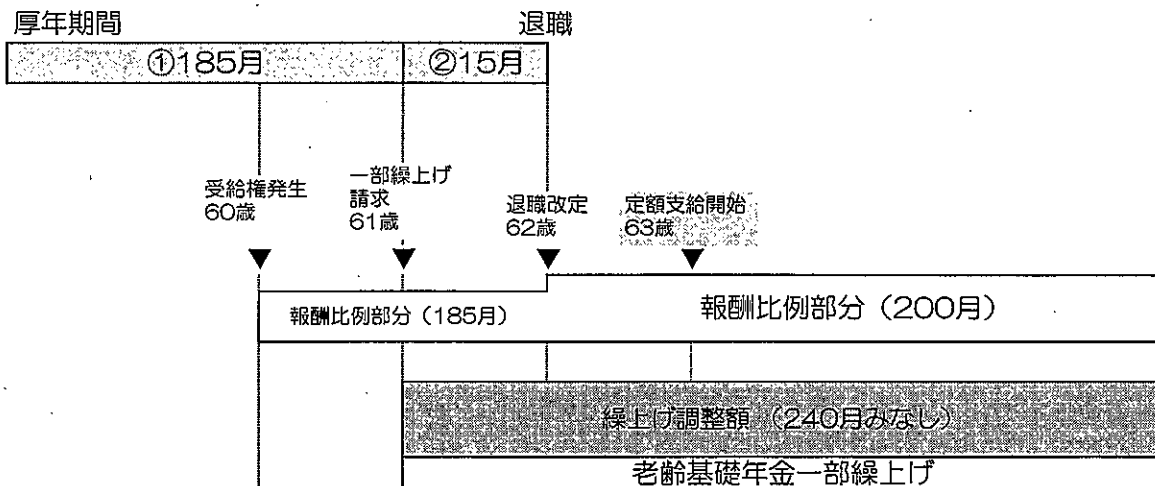 厚年期間
退職
①185月
②15月
受給権発生
60歳
一部繰上げ
請求
61歳
退職改定
62歳
定額支給開始
63歳
報酬比例部分（185月）
報酬比例部分（200月）
繰上げ調整額（240月みなし）
老齢基礎年金一部繰上げ